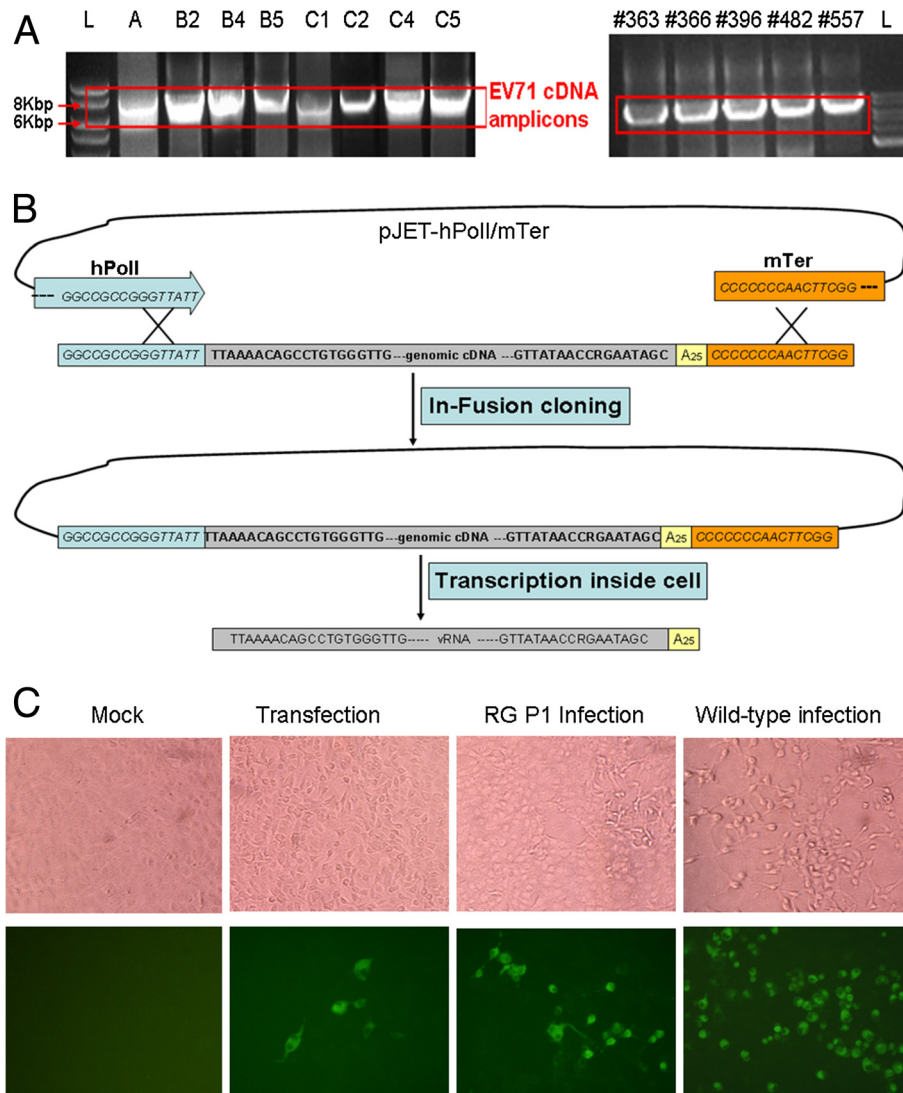 A
L A B2 B4 B5 C1 C2 C4 C5
#363 #366 #396 #482 #557 L
8Kbp
6Kbp
EV71 cDNA
amplicons
B
pJET-hPolI/mTer
hPolI
mTer
--- GGCCGCCGGGTTATT
CCCCCCCAACTTCGG ---
GGCCGCCGGGTTATT TTAAAACAGCCTGTGGGTTG ---genomic cDNA ---GTTATAACCRGAATAGC A25 CCCCCCCAACTTCGG
In-Fusion cloning
GGCCGCCGGGTTATT TTAAAACAGCCTGTGGGTTG ---genomic cDNA ---GTTATAACCRGAATAGC A25 CCCCCCCAACTTCGG
Transcription inside cell
TTAAAACAGCCTGTGGGTTG----- vRNA -----GTTATAACCRGAATAGC A25
C
Mock Transfection RG P1 Infection Wild-type infection